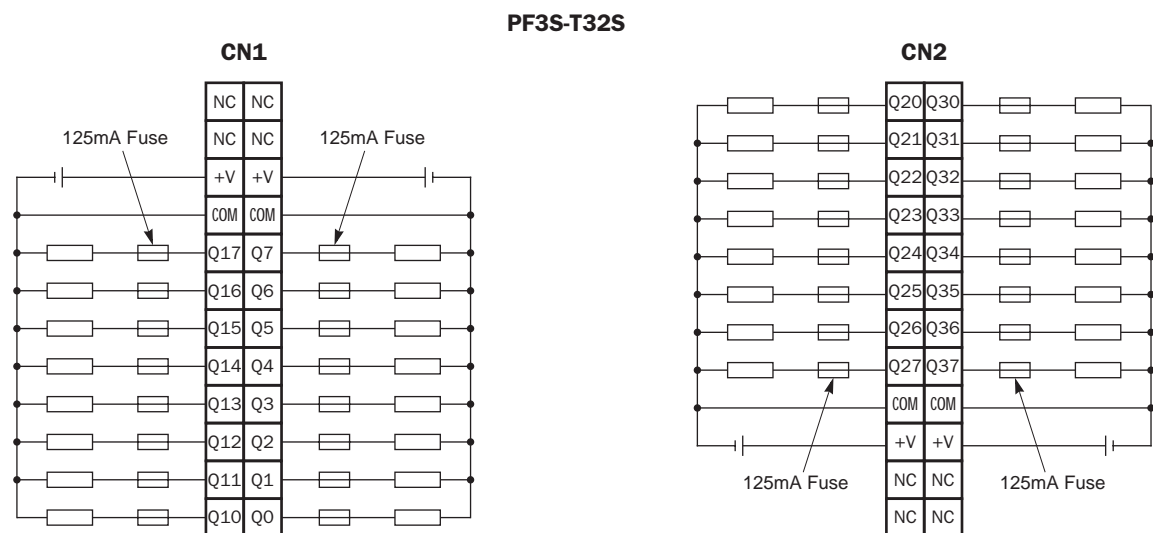 PF3S-T32S
CN1
125mA Fuse
125mA Fuse
NC NC
NC NC
+V +V
COM COM
Q17 Q7
Q16 Q6
Q15 Q5
Q14 Q4
Q13 Q3
Q12 Q2
Q11 Q1
Q10 Q0
CN2
Q20 Q30
Q21 Q31
Q22 Q32
Q23 Q33
Q24 Q34
Q25 Q35
Q26 Q36
Q27 Q37
COM COM
+V +V
NC NC
NC NC
125mA Fuse
125mA Fuse